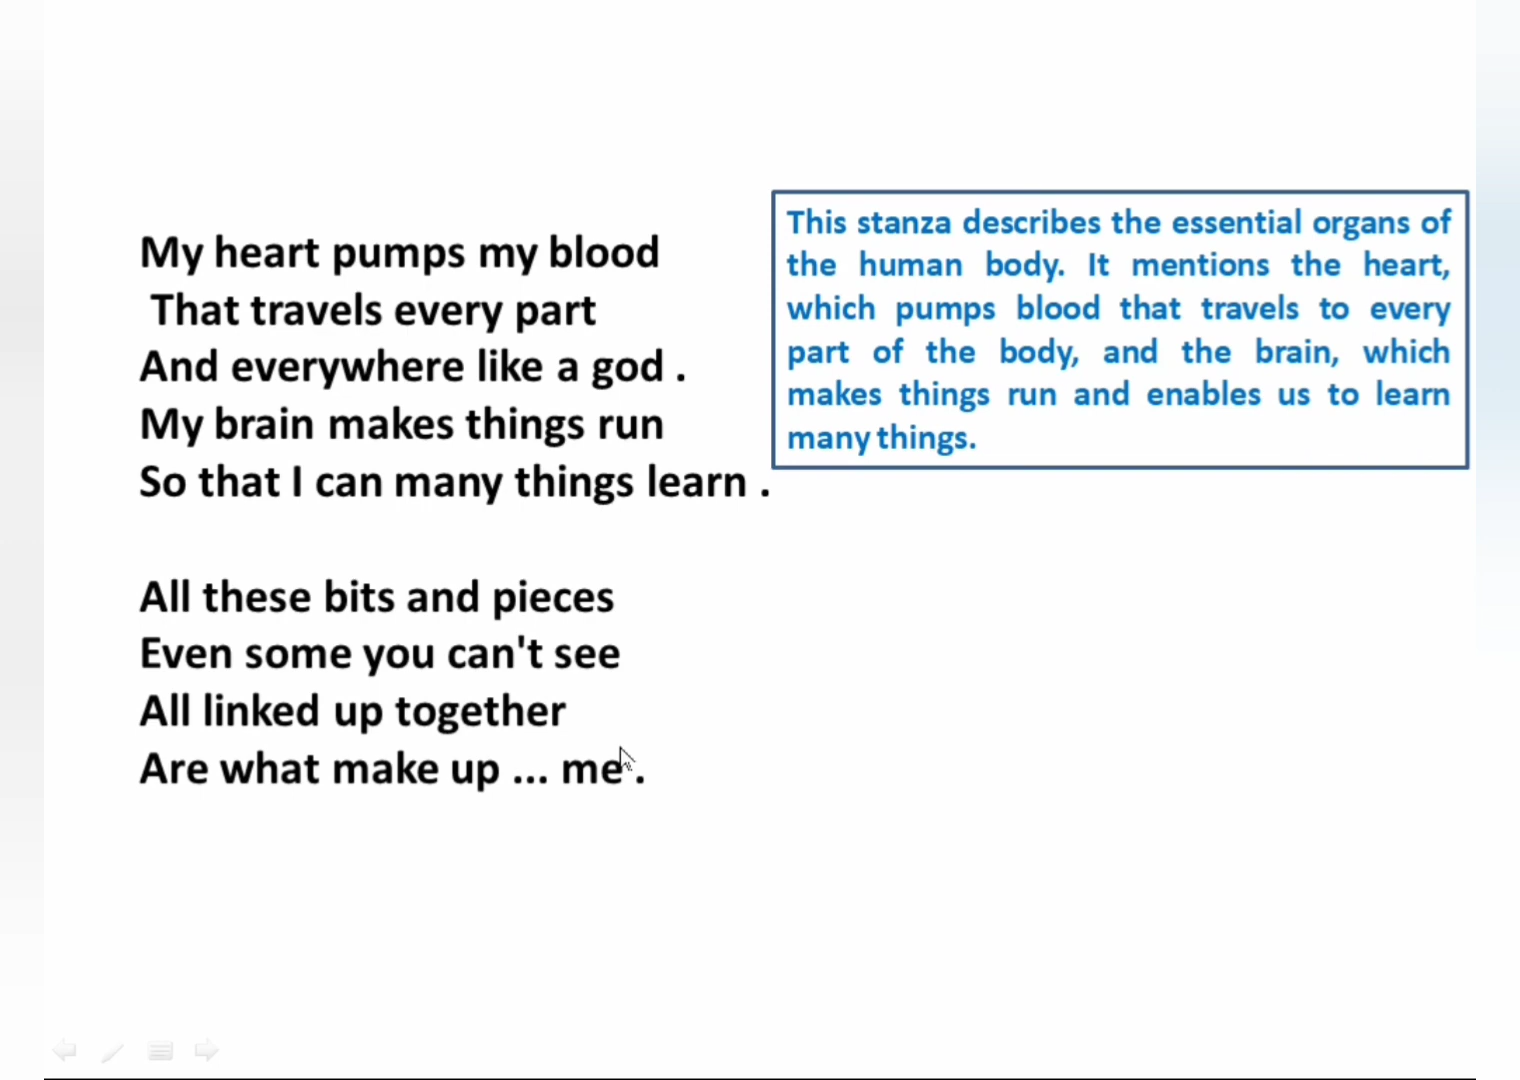 My heart pumps my blood
That travels every part
And everywhere like a god .
My brain makes things run
So that I can many things learn .
All these bits and pieces
Even some you can't see
All linked up together
Are what make up ... me .
This stanza describes the essential organs of
the human body. It mentions the heart,
which pumps blood that travels to every
part of the body, and the brain, which
makes things run and enables us to learn
many things.